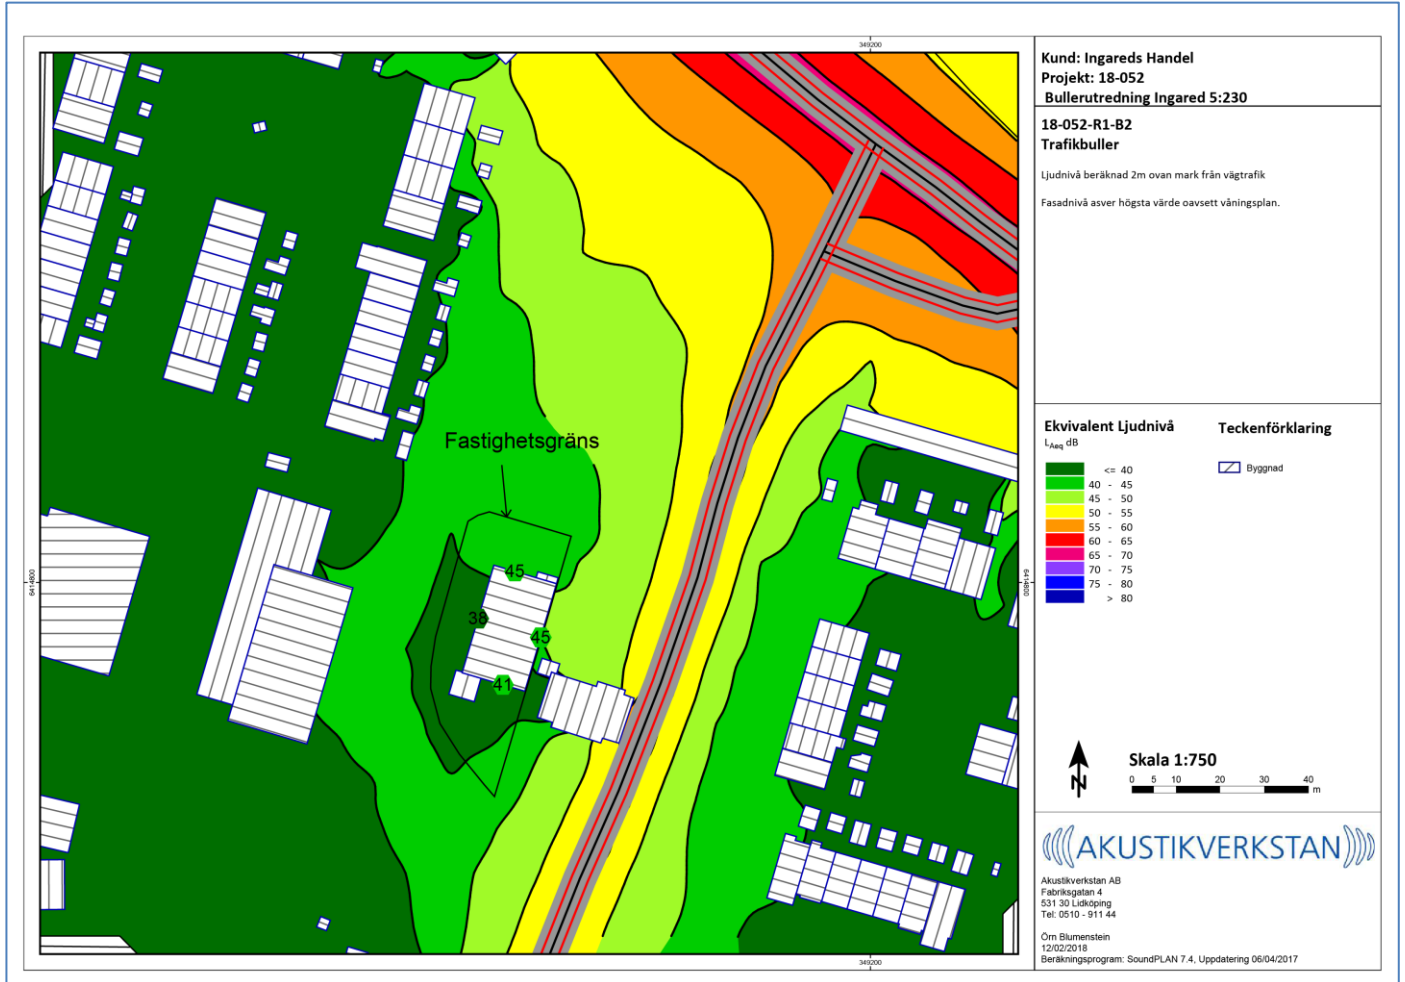 349200
Kund: Ingareds Handel
Projekt: 18-052
Bullerutredning Ingared 5:230
18-052-R1-B2
Trafikbuller
Ljudnivå beräknad 2m ovan mark från vägtrafik
Fasadnivå asver högsta värde oavsett våningsplan.
Ekvivalent Ljudnivå
LAeq dB
<= 40
40 - 45
45 - 50
50 - 55
55 - 60
60 - 65
65 - 70
70 - 75
75 - 80
> 80
Teckenförklaring
Byggnad
Fastighetsgräns
45
38
45
41
6414800
6414800
N
Skala 1:750
0 5 10 20 30 40
m
AKUSTIKVERKSTAN
Akustikverkstan AB
Fabriksgatan 4
531 30 Lidköping
Tel: 0510 - 911 44
Örn Blumenstein
12/02/2018
Beräkningsprogram: SoundPLAN 7.4, Uppdatering 06/04/2017
349200